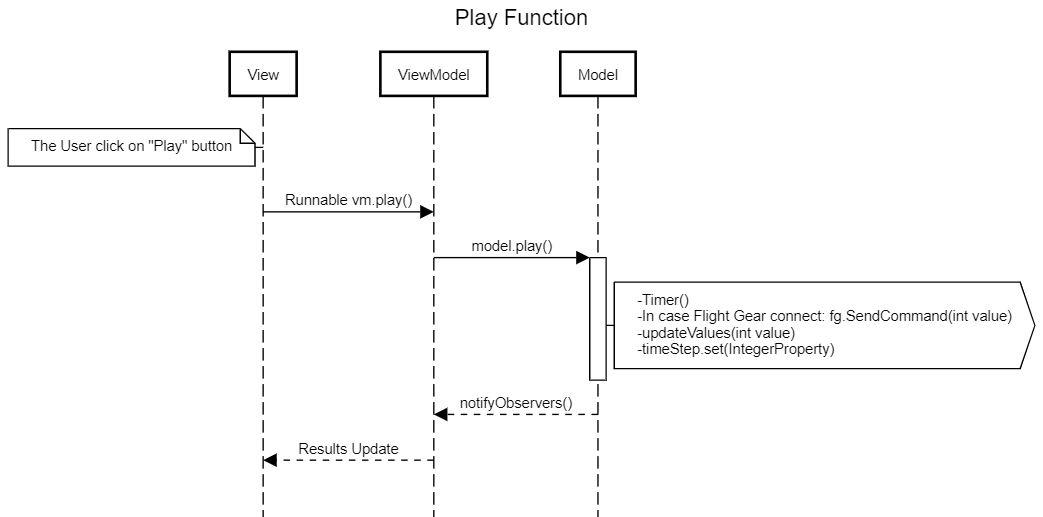 Play Function
View
ViewModel
Model
The User click on "Play" button
Runnable vm.play()
model.play()
-Timer()
-In case Flight Gear connect: fg.SendCommand(int value)
-updateValues(int value)
-timeStep.set(IntegerProperty)
notifyObservers()
Results Update